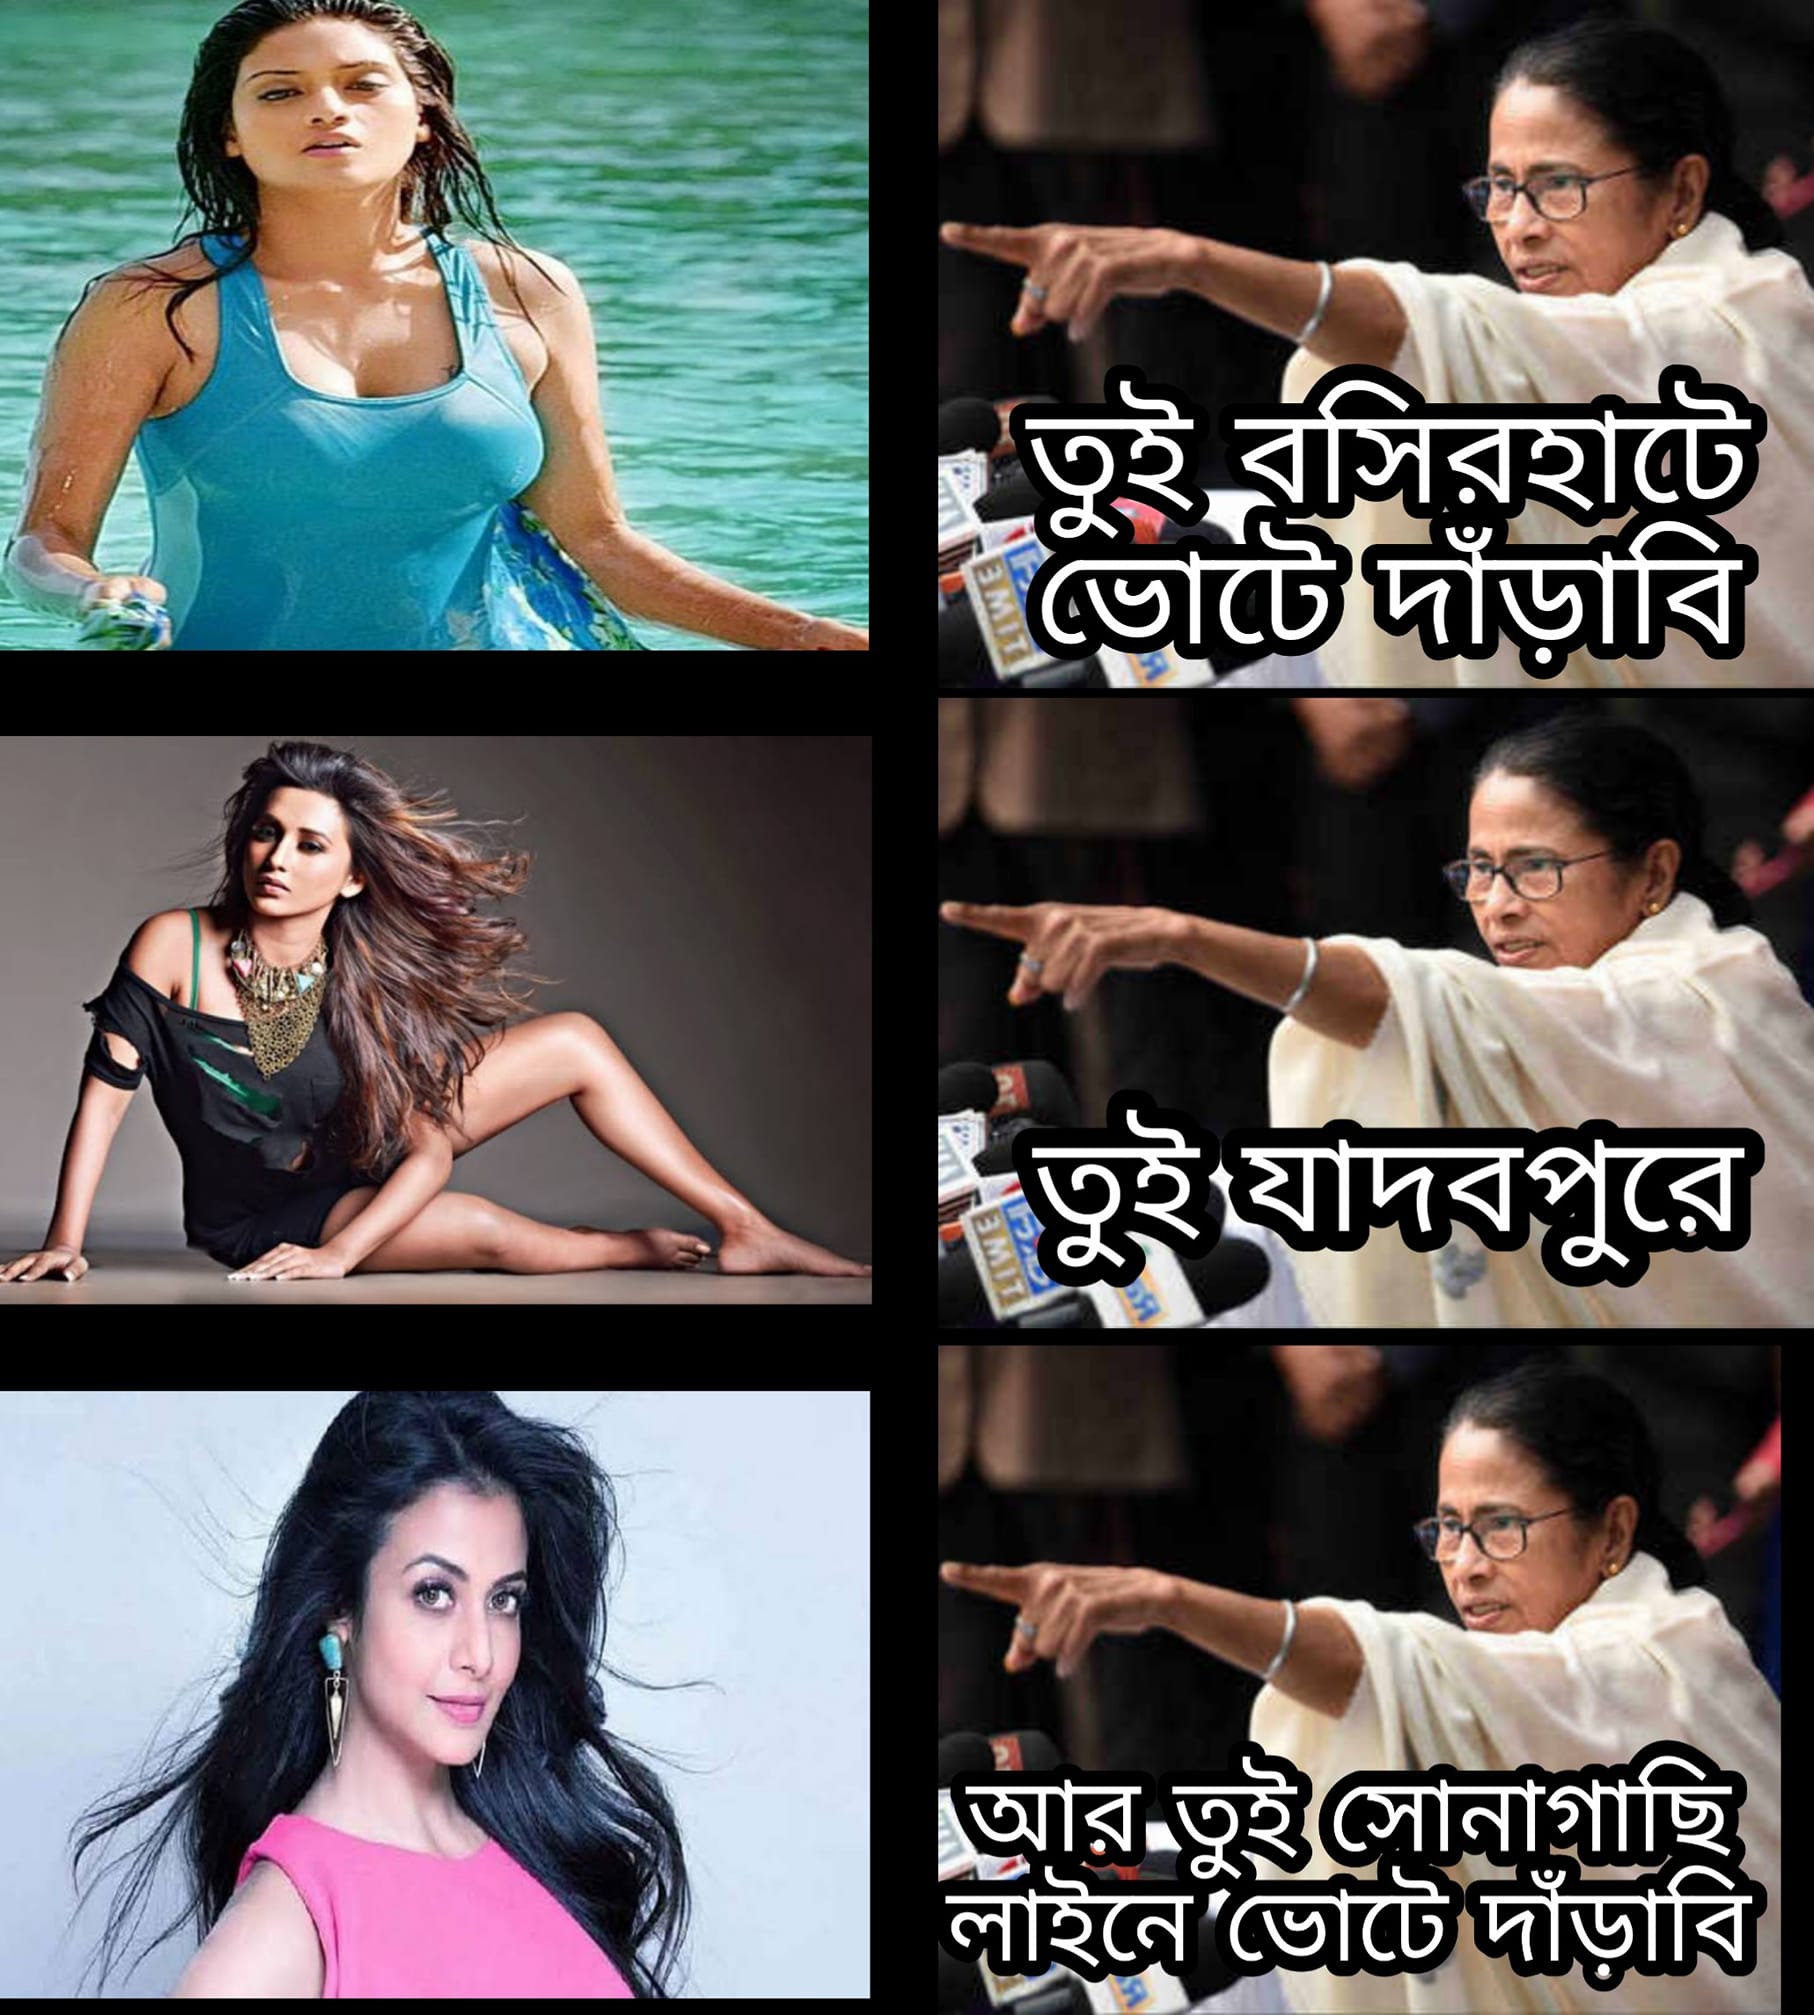 তুই বসিরহাটে
ভোটে দাঁড়াবি
তুই যাদবপুরে
আর তুই সোনাগাছি
লাইনে ভোটে দাঁড়াবি